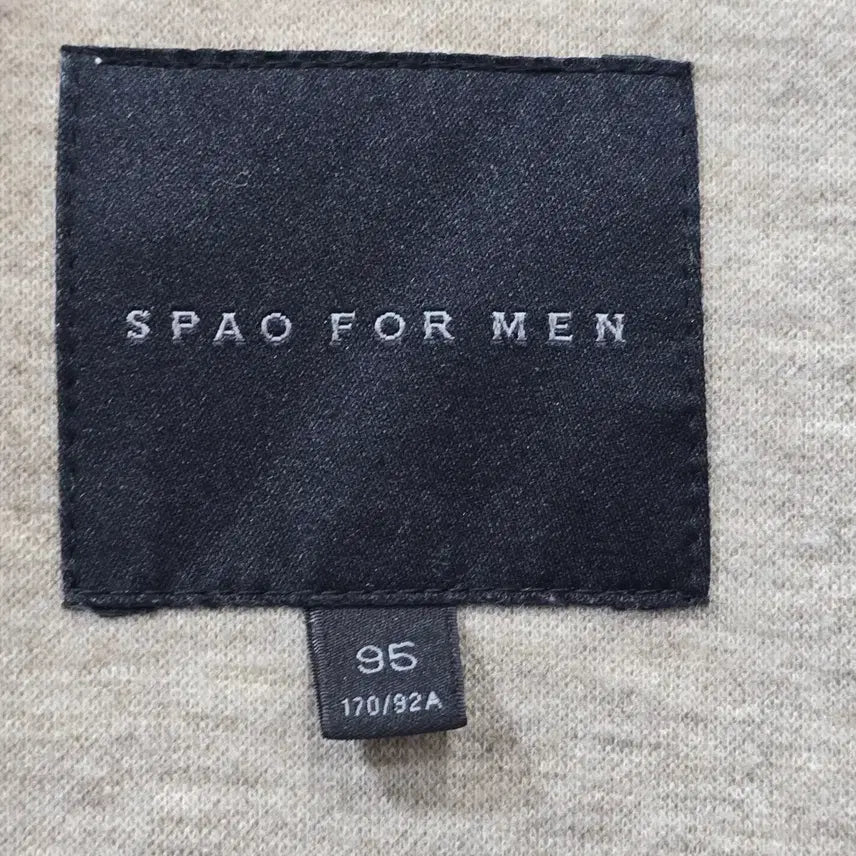 SPAO FOR MEN
95
170/92A